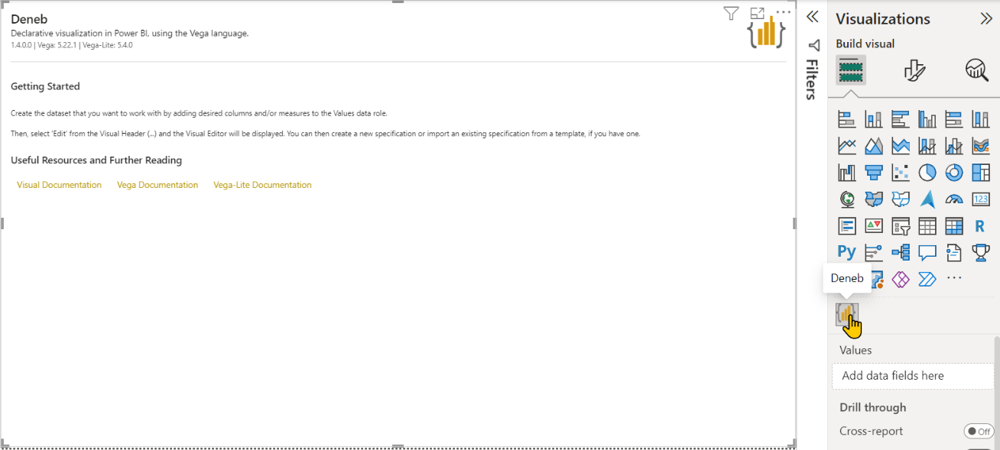 Deneb
Declarative visualization in Power BI, using the Vega language.
1.4.0.0 | Vega: 5.22.1 | Vega-Lite: 5.4.0
Getting Started
Create the dataset that you want to work with by adding desired columns and/or measures to the Values data role.
Then, select 'Edit' from the Visual Header (...) and the Visual Editor will be displayed. You can then create a new specification or import an existing specification from a template, if you have one.
Useful Resources and Further Reading
Visual Documentation Vega Documentation Vega-Lite Documentation
Filters
Visualizations
Build visual
123
R
Py
Deneb
Values
Add data fields here
Drill through
Cross-report Off